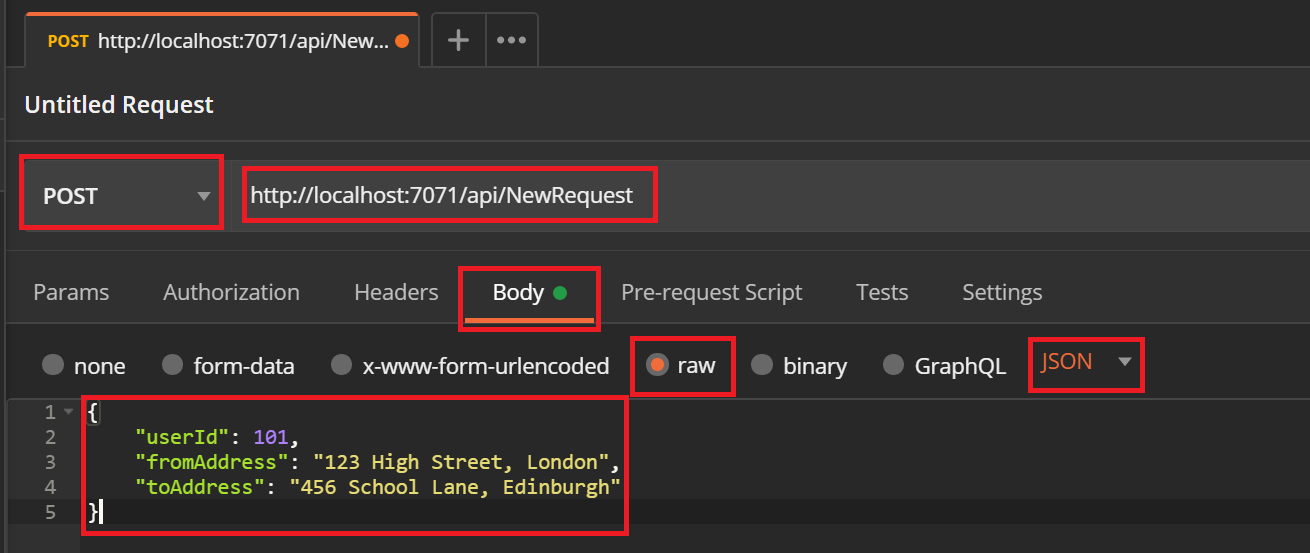 POST http://localhost:7071/api/New...
Untitled Request
POST http://localhost:7071/api/NewRequest
Params Authorization Headers Body Pre-request Script Tests Settings
none form-data x-www-form-urlencoded raw binary GraphQL JSON
1 {
2 "userId": 101,
3 "fromAddress": "123 High Street, London",
4 "toAddress": "456 School Lane, Edinburgh"
5 }